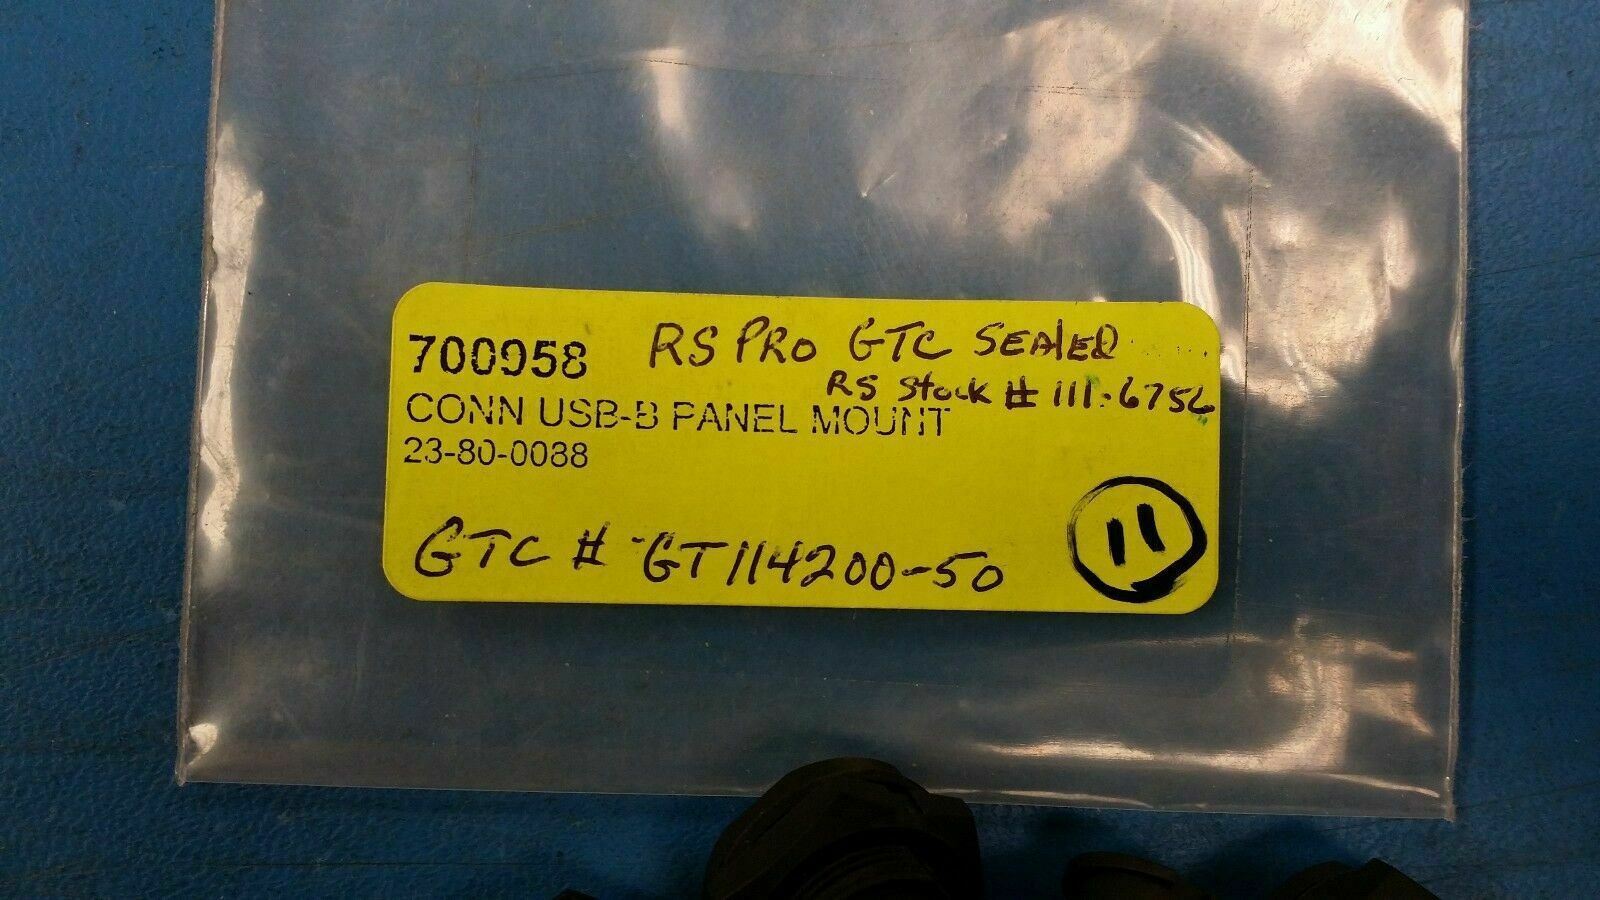 700958 RS PRO GTC SEALED
RS Stock # 111-6756
CONN USB-B PANEL MOUNT
23-80-0088
GTC # GT114200-50
11